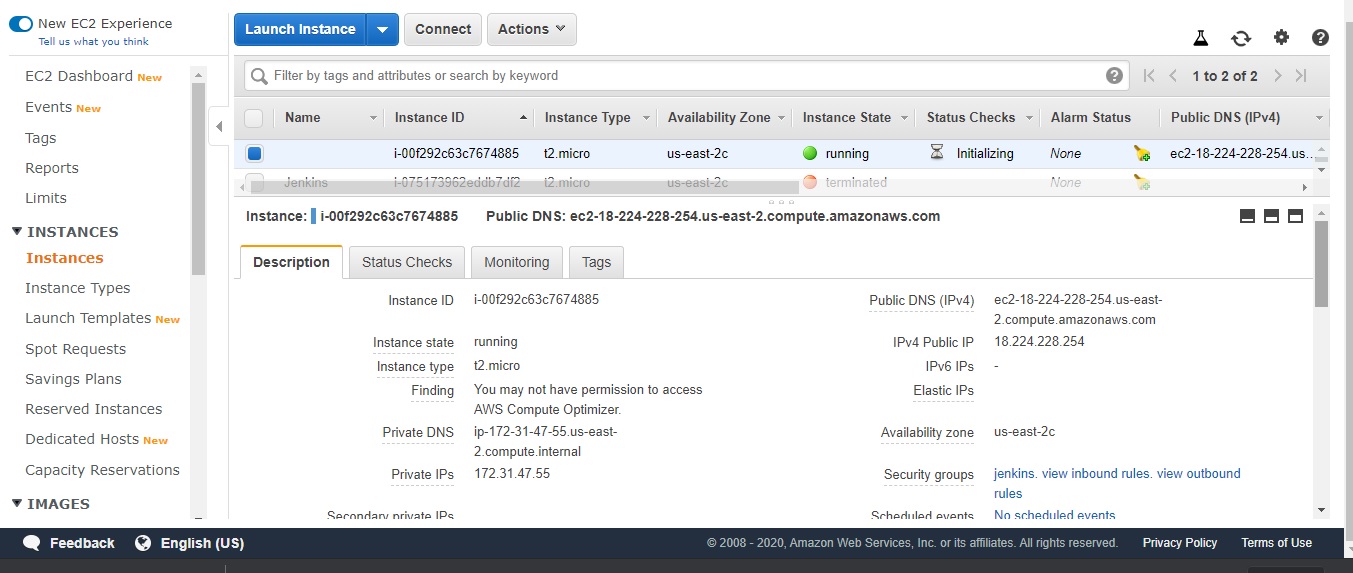 New EC2 Experience
Tell us what you think
EC2 Dashboard New
Events New
Tags
Reports
Limits
INSTANCES
Instances
Instance Types
Launch Templates New
Spot Requests
Savings Plans
Reserved Instances
Dedicated Hosts New
Capacity Reservations
IMAGES
Launch Instance Connect Actions
Filter by tags and attributes or search by keyword
1 to 2 of 2
Name Instance ID Instance Type Availability Zone Instance State Status Checks Alarm Status Public DNS (IPv4)
i-00f292c63c7674885 t2.micro us-east-2c running Initializing None ec2-18-224-228-254.us...
Jenkins i-075173962eddb7df2 t2.micro us-east-2c terminated None
Instance: i-00f292c63c7674885 Public DNS: ec2-18-224-228-254.us-east-2.compute.amazonaws.com
Description Status Checks Monitoring Tags
Instance ID i-00f292c63c7674885
Instance state running
Instance type t2.micro
Finding You may not have permission to access
AWS Compute Optimizer.
Private DNS ip-172-31-47-55.us-east-
2.compute.internal
Private IPs 172.31.47.55
Secondary private IPs
Public DNS (IPv4) ec2-18-224-228-254.us-east-
2.compute.amazonaws.com
IPv4 Public IP 18.224.228.254
IPv6 IPs -
Elastic IPs
Availability zone us-east-2c
Security groups jenkins. view inbound rules. view outbound
rules
Scheduled events No scheduled events
Feedback English (US)
© 2008 - 2020, Amazon Web Services, Inc. or its affiliates. All rights reserved. Privacy Policy Terms of Use